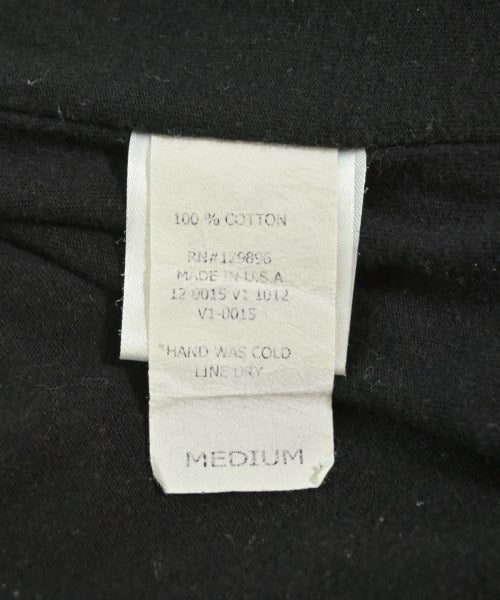 100 % COTTON
RN#129896
MADE IN U.S.A
12-0015 V1 1012
V1-0015
*HAND WAS COLD
LINE DRY
MEDIUM